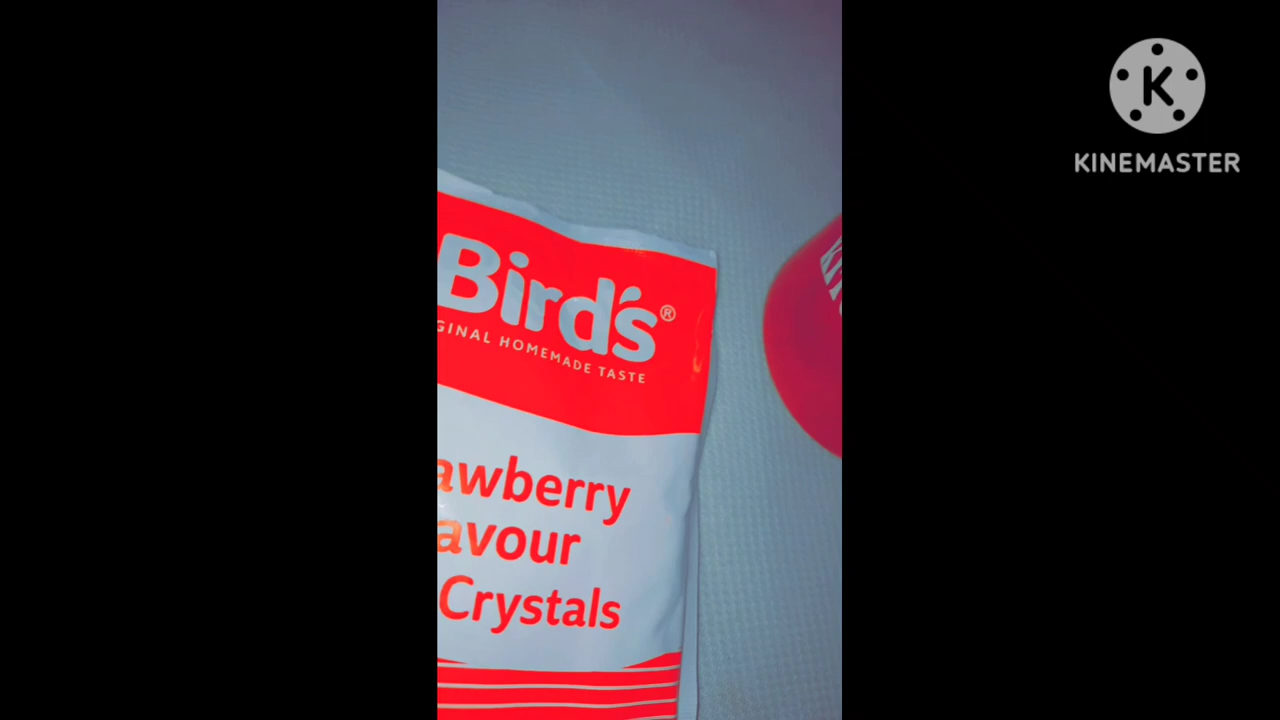 K
KINEMASTER
Bird's®
GINAL HOMEMADE TASTE
awberry
avour
Crystals